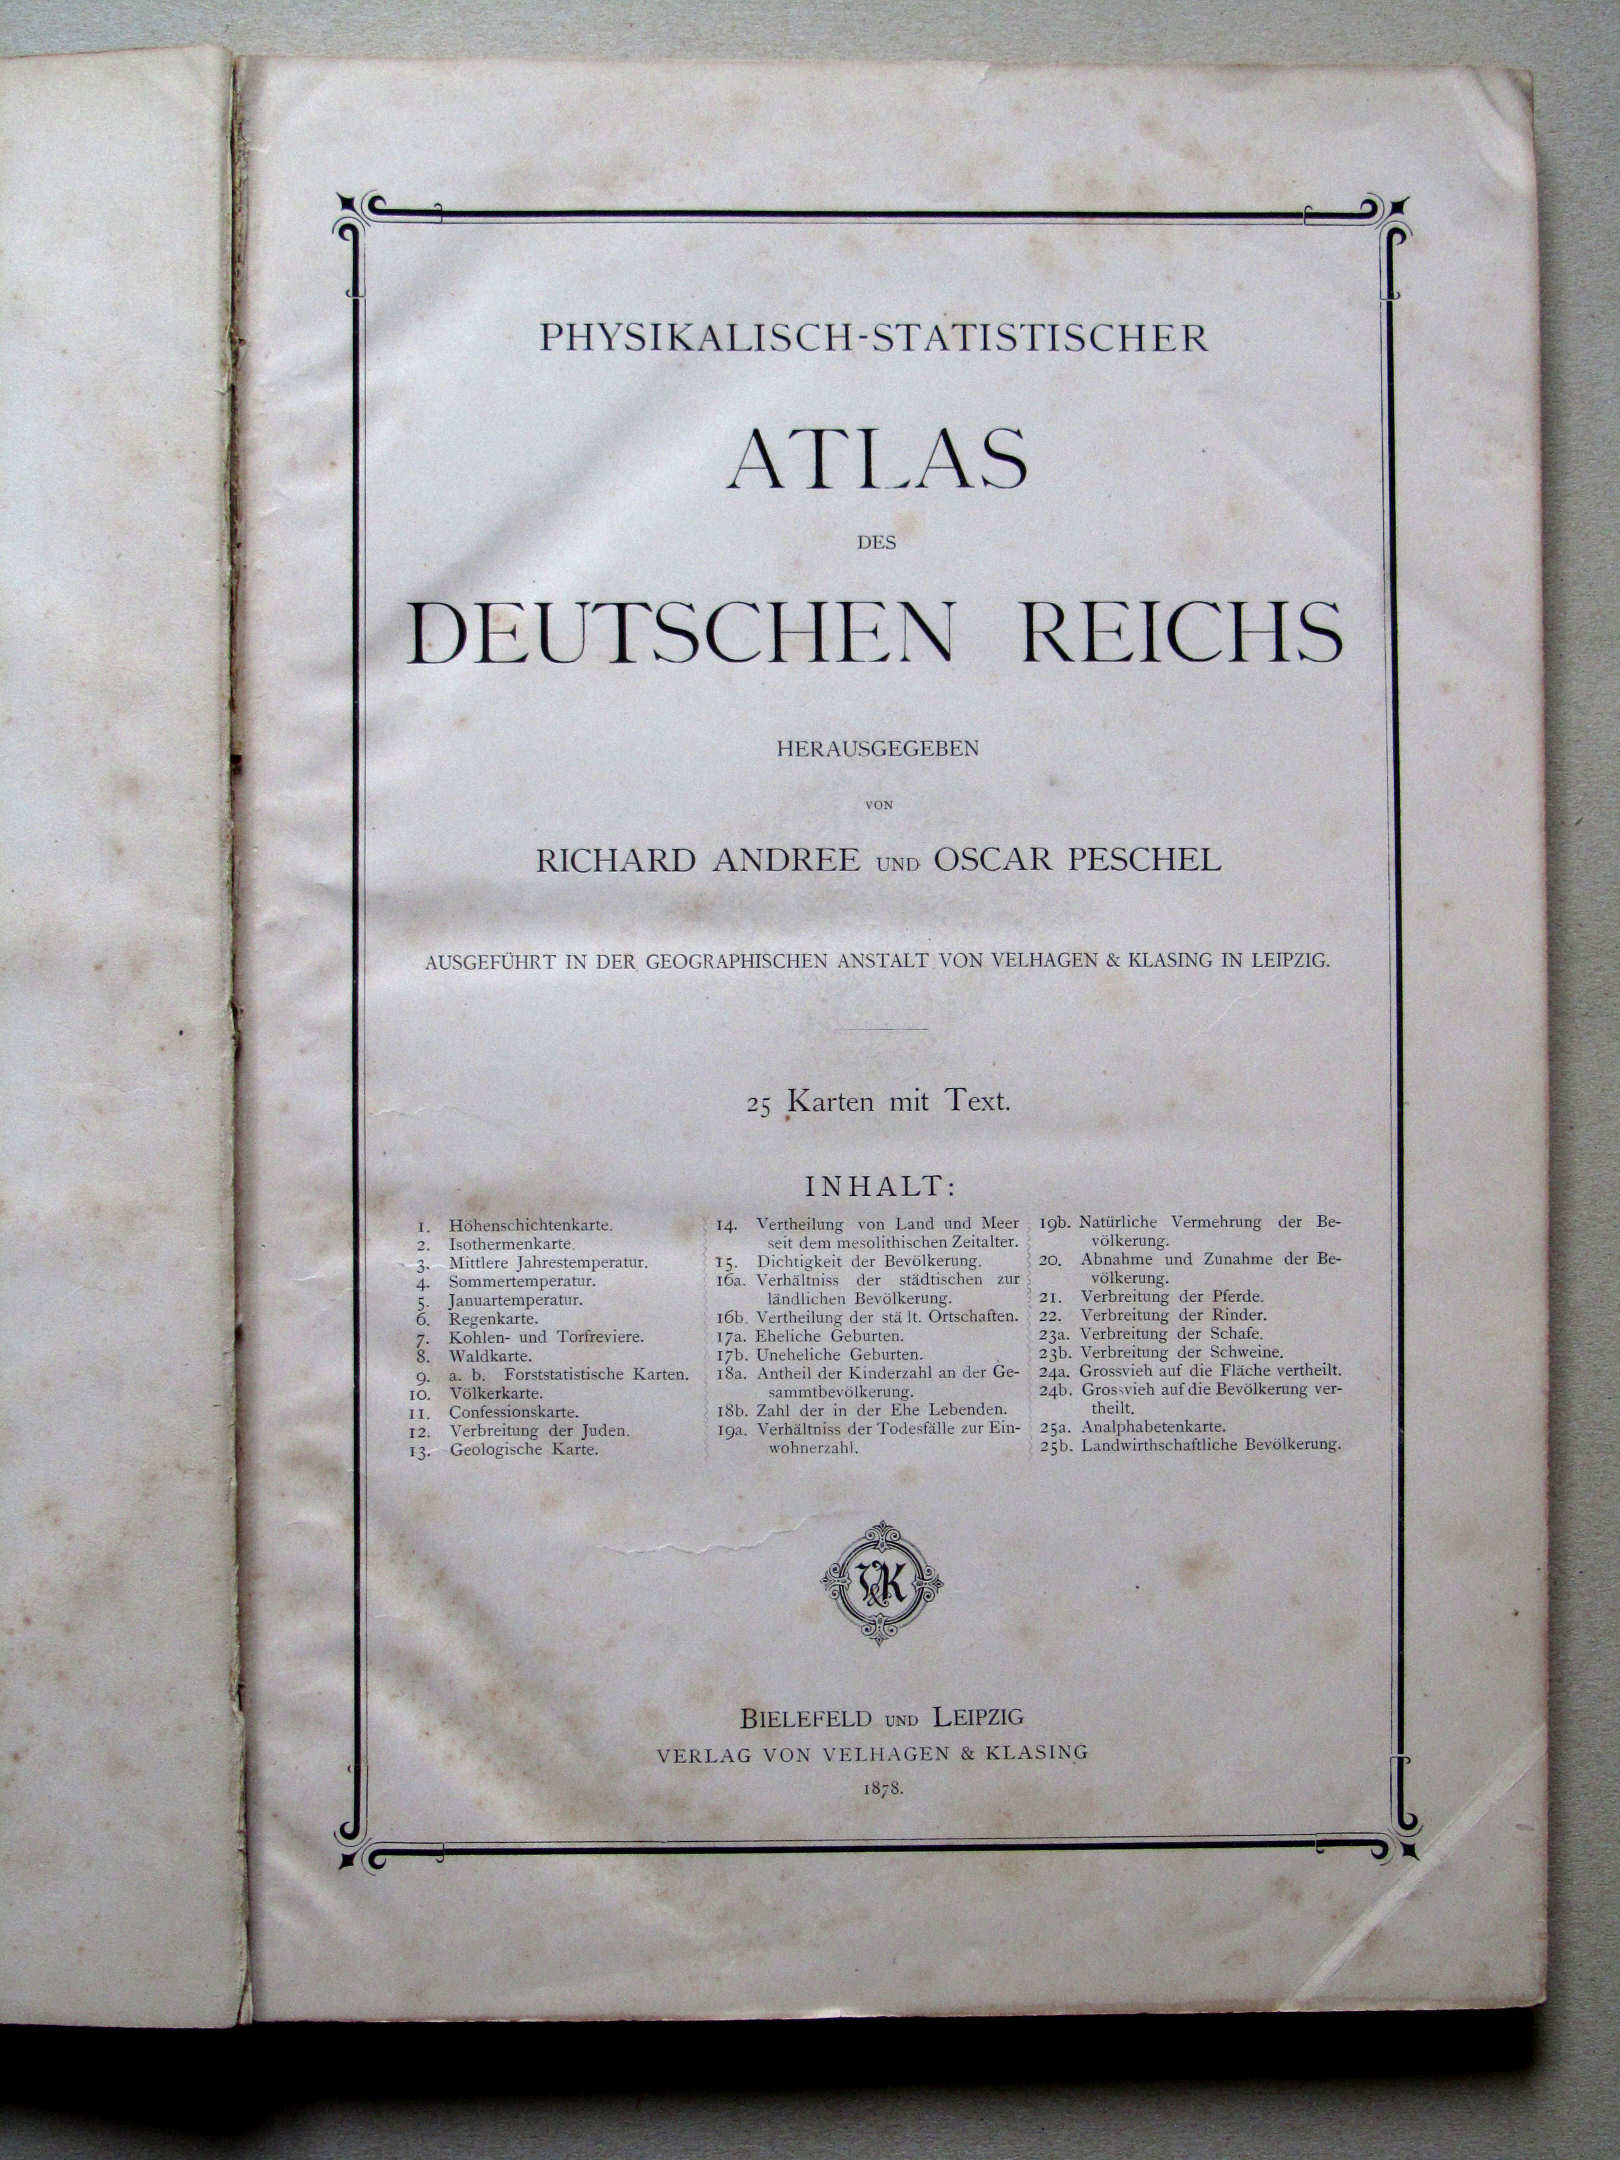 PHYSIKALISCH-STATISTISCHER
ATLAS
DES
DEUTSCHEN REICHS
HERAUSGEGEBEN
VON
RICHARD ANDREE UND OSCAR PESCHEL
AUSGEFÜHRT IN DER GEOGRAPHISCHEN ANSTALT VON VELHAGEN & KLASING IN LEIPZIG.
25 Karten mit Text.
INHALT:
1. Höhenschichtenkarte.
2. Isothermenkarte.
3. Mittlere Jahrestemperatur.
4. Sommertemperatur.
5. Januartemperatur.
6. Regenkarte.
7. Kohlen- und Torfreviere.
8. Waldkarte.
9. a. b. Forststatistische Karten.
10. Völkerkarte.
11. Confessionskarte.
12. Verbreitung der Juden.
13. Geologische Karte.
14. Vertheilung von Land und Meer
seit dem mesolithischen Zeitalter.
15. Dichtigkeit der Bevölkerung.
16a. Verhältniss der städtischen zur
ländlichen Bevölkerung.
16b. Vertheilung der stä lt. Ortschaften.
17a. Eheliche Geburten.
17b. Uneheliche Geburten.
18a. Antheil der Kinderzahl an der Ge-
sammtbevölkerung.
18b. Zahl der in der Ehe Lebenden.
19a. Verhältniss der Todesfälle zur Ein-
wohnerzahl.
19b. Natürliche Vermehrung der Be-
völkerung.
20. Abnahme und Zunahme der Be-
völkerung.
21. Verbreitung der Pferde.
22. Verbreitung der Rinder.
23a. Verbreitung der Schafe.
23b. Verbreitung der Schweine.
24a. Grossvieh auf die Fläche vertheilt.
24b. Grossvieh auf die Bevölkerung ver-
theilt.
25a. Analphabetenkarte.
25b. Landwirthschaftliche Bevölkerung.
V&K
BIELEFELD UND LEIPZIG
VERLAG VON VELHAGEN & KLASING
1878.